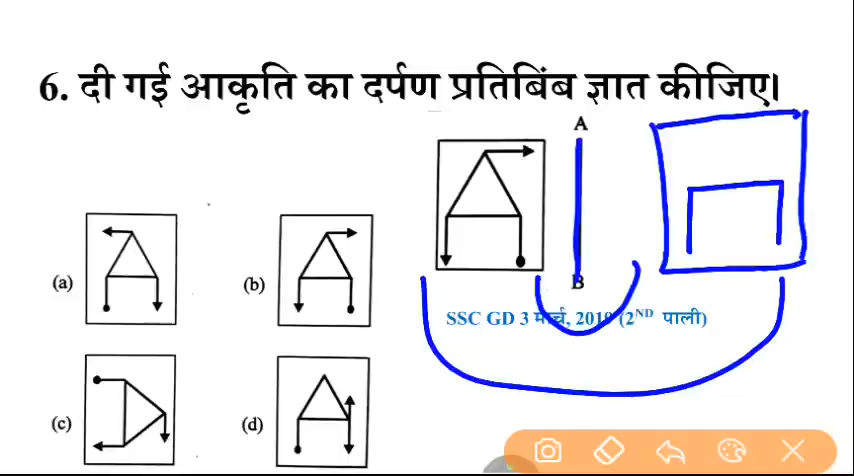 6. दी गई आकृति का दर्पण प्रतिबिंब ज्ञात कीजिए।
A
B
SSC GD 3 मार्च, 2019 (2ND पाली)
(a)
(b)
(c)
(d)